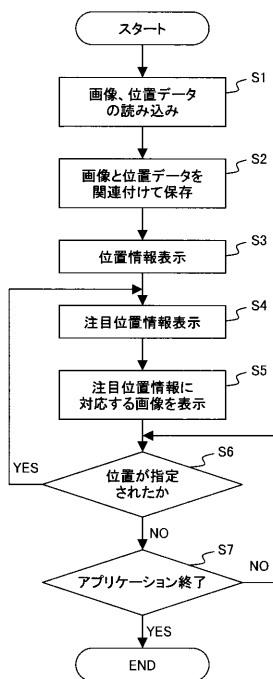 スタート
S1
画像、位置データ
の読み込み
S2
画像と位置データを
関連付けて保存
S3
位置情報表示
S4
注目位置情報表示
S5
注目位置情報に
対応する画像を表示
S6
YES
位置が指定
されたか
NO
S7
アプリケーション終了
NO
YES
END